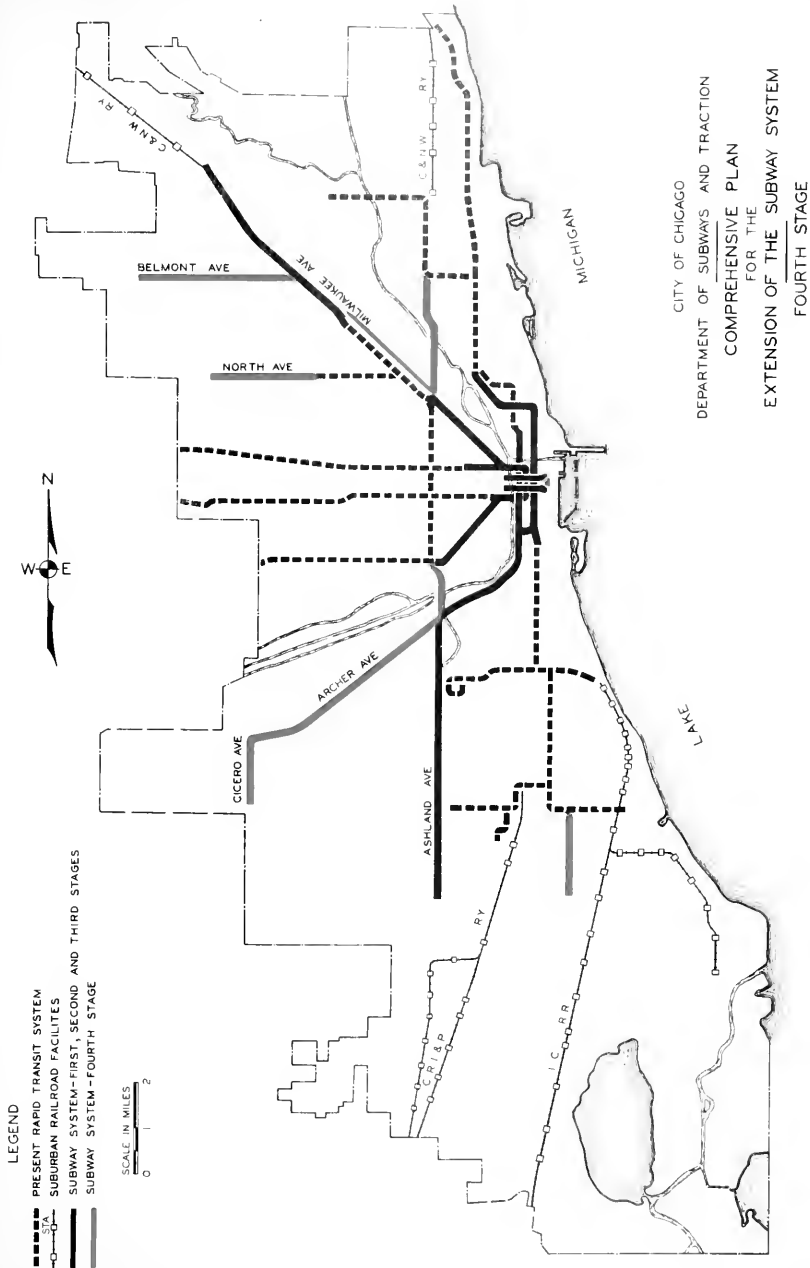 LEGEND
PRESENT RAPID TRANSIT SYSTEM
STA
SUBURBAN RAILROAD FACILITES
SUBWAY SYSTEM-FIRST, SECOND AND THIRD STAGES
SUBWAY SYSTEM-FOURTH STAGE
SCALE IN MILES
0 1 2
N
W E
C & NW RY
C & NW RY
BELMONT AVE
MILWAUKEE AVE
NORTH AVE
ARCHER AVE
CICERO AVE
ASHLAND AVE
C R I & P RY
I C RR
LAKE
MICHIGAN
CITY OF CHICAGO
DEPARTMENT OF SUBWAYS AND TRACTION
COMPREHENSIVE PLAN
FOR THE
EXTENSION OF THE SUBWAY SYSTEM
FOURTH STAGE